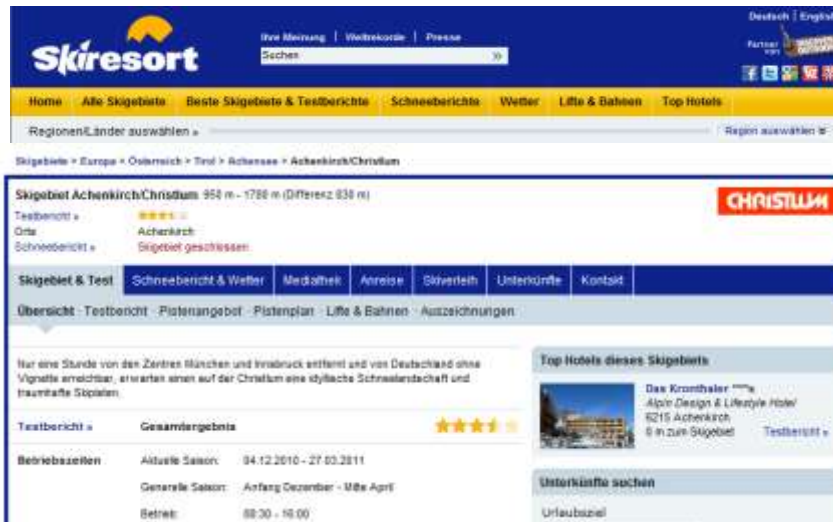 Deutsch | English
Ihre Meinung | Weltrekorde | Presse
Skiresort
Suchen »
Partner
Home Alle Skigebiete Beste Skigebiete & Testberichte Schneeberichte Wetter Lifte & Bahnen Top Hotels
Regionen/Länder auswählen » Region auswählen
Skigebiete » Europa » Österreich » Tirol » Achensee » Achenkirch/Christlum
Skigebiet Achenkirch/Christlum 950 m - 1780 m (Differenz 830 m)
CHRISTLUM
Testbericht »
Orte Achenkirch
Schneebericht » Skigebiet geschlossen
Skigebiet & Test Schneebericht & Wetter Mediathek Anreise Skiverleih Unterkünfte Kontakt
Übersicht · Testbericht · Pistenangebot · Pistenplan · Lifte & Bahnen · Auszeichnungen
Nur eine Stunde von den Zentren München und Innsbruck entfernt und von Deutschland ohne
Vignette erreichbar, erwarten einen auf der Christlum eine idyllische Schneelandschaft und
traumhafte Skipisten.
Testbericht » Gesamtergebnis
Betriebszeiten Aktuelle Saison: 04.12.2010 - 27.03.2011
Generelle Saison: Anfang Dezember - Mitte April
Betrieb: 08:30 - 16:00
Top Hotels dieses Skigebiets
Das Kronthaler ****s
Alpin Design & Lifestyle Hotel
6215 Achenkirch
0 m zum Skigebiet Testbericht »
Unterkünfte suchen
Urlaubsziel